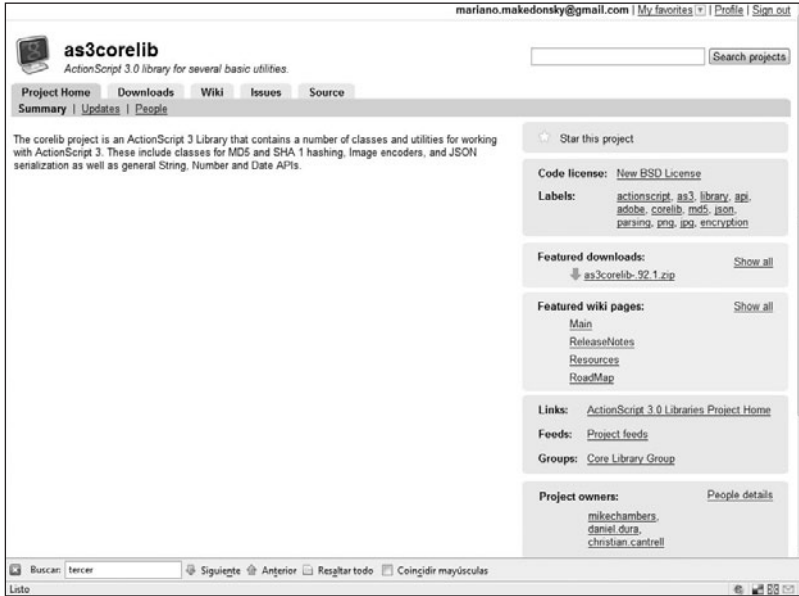 mariano.makedonsky@gmail.com | My favorites ▼ | Profile | Sign out
as3corelib
ActionScript 3.0 library for several basic utilities.
Search projects
Project Home Downloads Wiki Issues Source
Summary | Updates | People
The corelib project is an ActionScript 3 Library that contains a number of classes and utilities for working
with ActionScript 3. These include classes for MD5 and SHA 1 hashing, Image encoders, and JSON
serialization as well as general String, Number and Date APIs.
Star this project
Code license: New BSD License
Labels: actionscript, as3, library, api,
adobe, corelib, md5, json,
parsing, png, jpg, encryption
Featured downloads: Show all
as3corelib-.92.1.zip
Featured wiki pages: Show all
Main
ReleaseNotes
Resources
RoadMap
Links: ActionScript 3.0 Libraries Project Home
Feeds: Project feeds
Groups: Core Library Group
Project owners: People details
mikechambers,
daniel.dura,
christian.cantrell
Buscar: tercer Siguiente Anterior Resaltar todo Coincidir mayúsculas
Listo